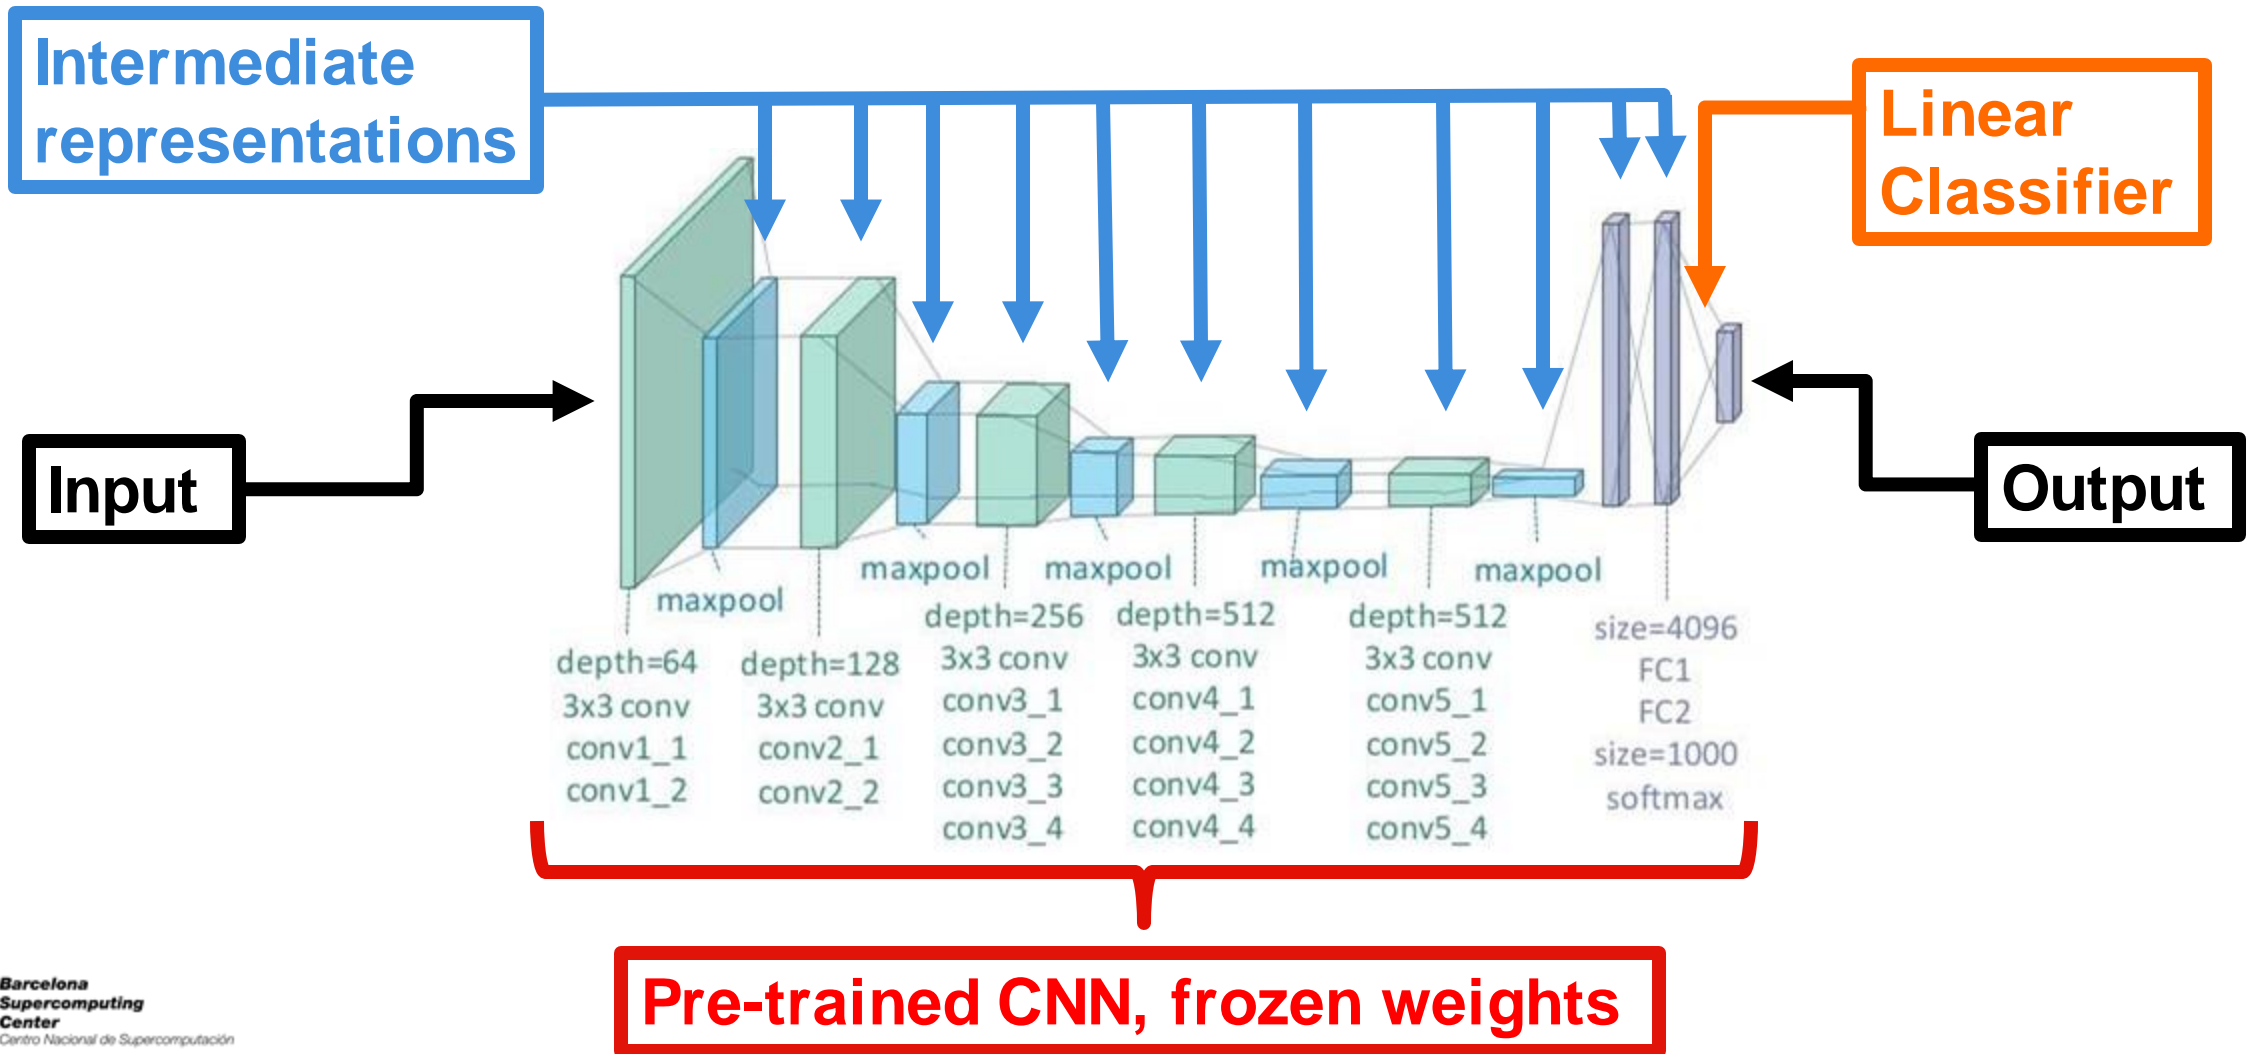 Intermediate
representations
Linear
Classifier
Input
Output
maxpool
maxpool
maxpool
maxpool
maxpool
depth=64
3x3 conv
conv1_1
conv1_2
depth=128
3x3 conv
conv2_1
conv2_2
depth=256
3x3 conv
conv3_1
conv3_2
conv3_3
conv3_4
depth=512
3x3 conv
conv4_1
conv4_2
conv4_3
conv4_4
depth=512
3x3 conv
conv5_1
conv5_2
conv5_3
conv5_4
size=4096
FC1
FC2
size=1000
softmax
Pre-trained CNN, frozen weights
Barcelona
Supercomputing
Center
Centro Nacional de Supercomputación